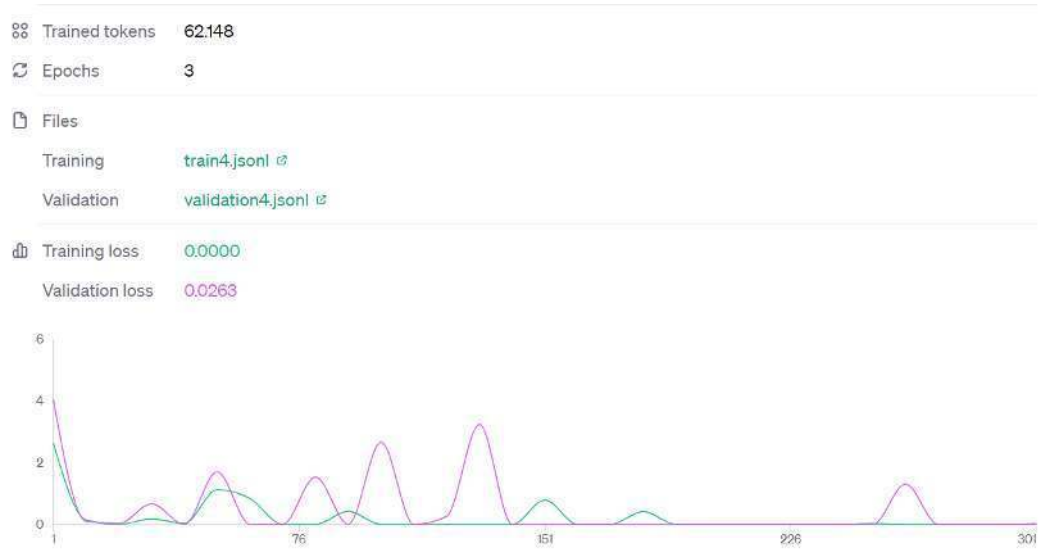 Trained tokens 62.148
Epochs 3
Files
Training train4.jsonl
Validation validation4.jsonl
Training loss 0.0000
Validation loss 0.0263
6
4
2
0
1 76 151 226 301